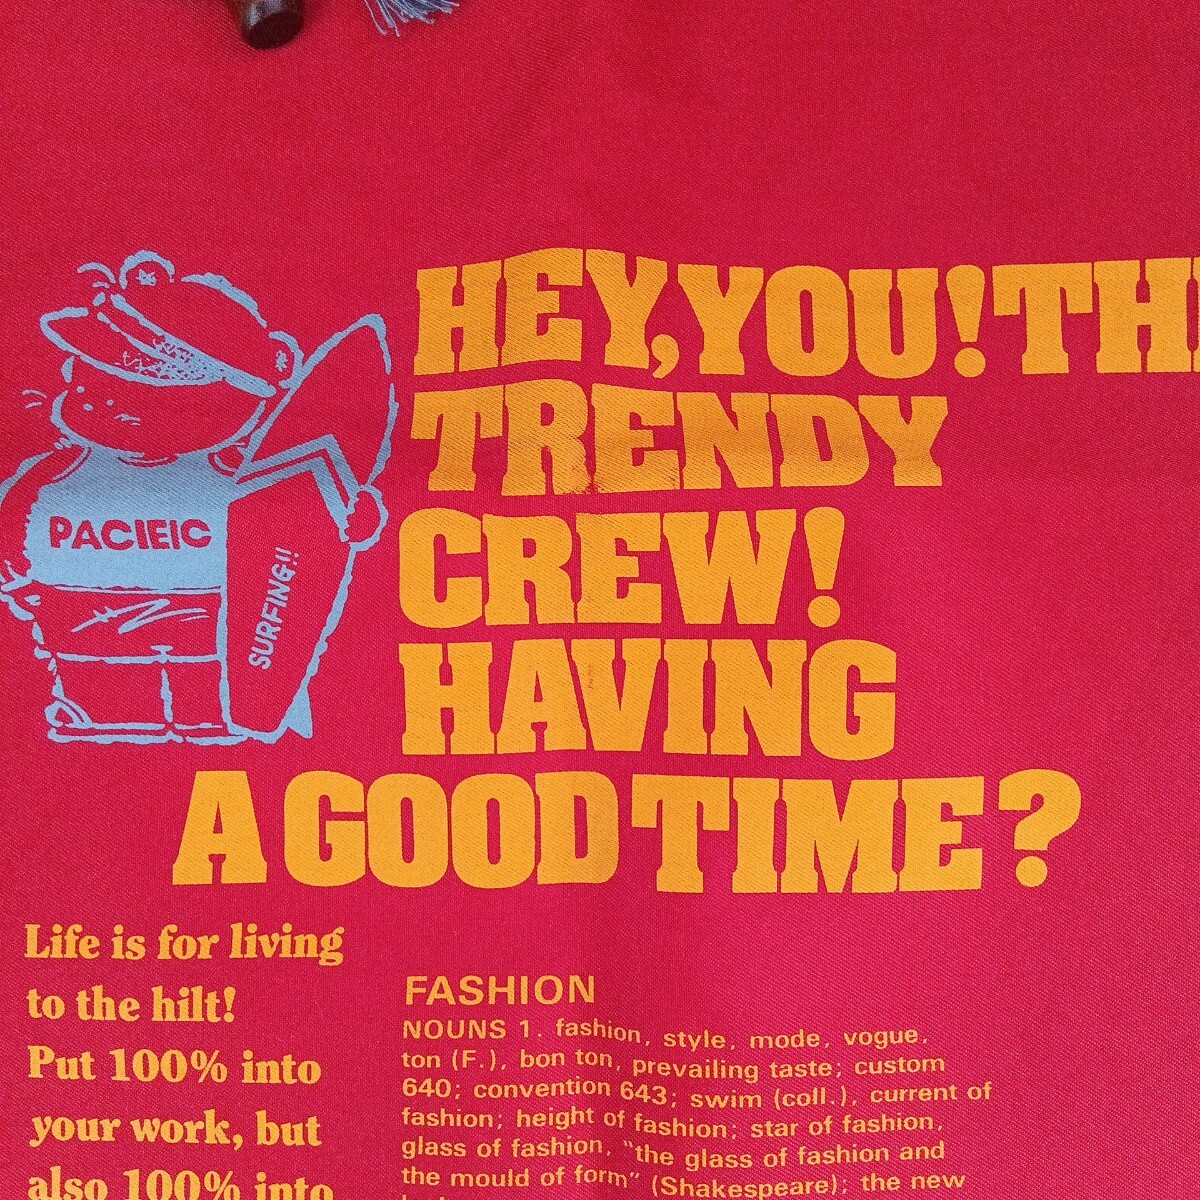 HEY, YOU! THI
TRENDY
CREW!
HAVING
A GOOD TIME?
PACIEIC
SURFING!!
Life is for living
to the hilt!
Put 100% into
your work, but
also 100% into
FASHION
NOUNS 1. fashion, style, mode, vogue,
ton (F.), bon ton, prevailing taste; custom
640; convention 643; swim (coll.), current of
fashion; height of fashion; star of fashion,
glass of fashion, "the glass of fashion and
the mould of form" (Shakespeare); the new